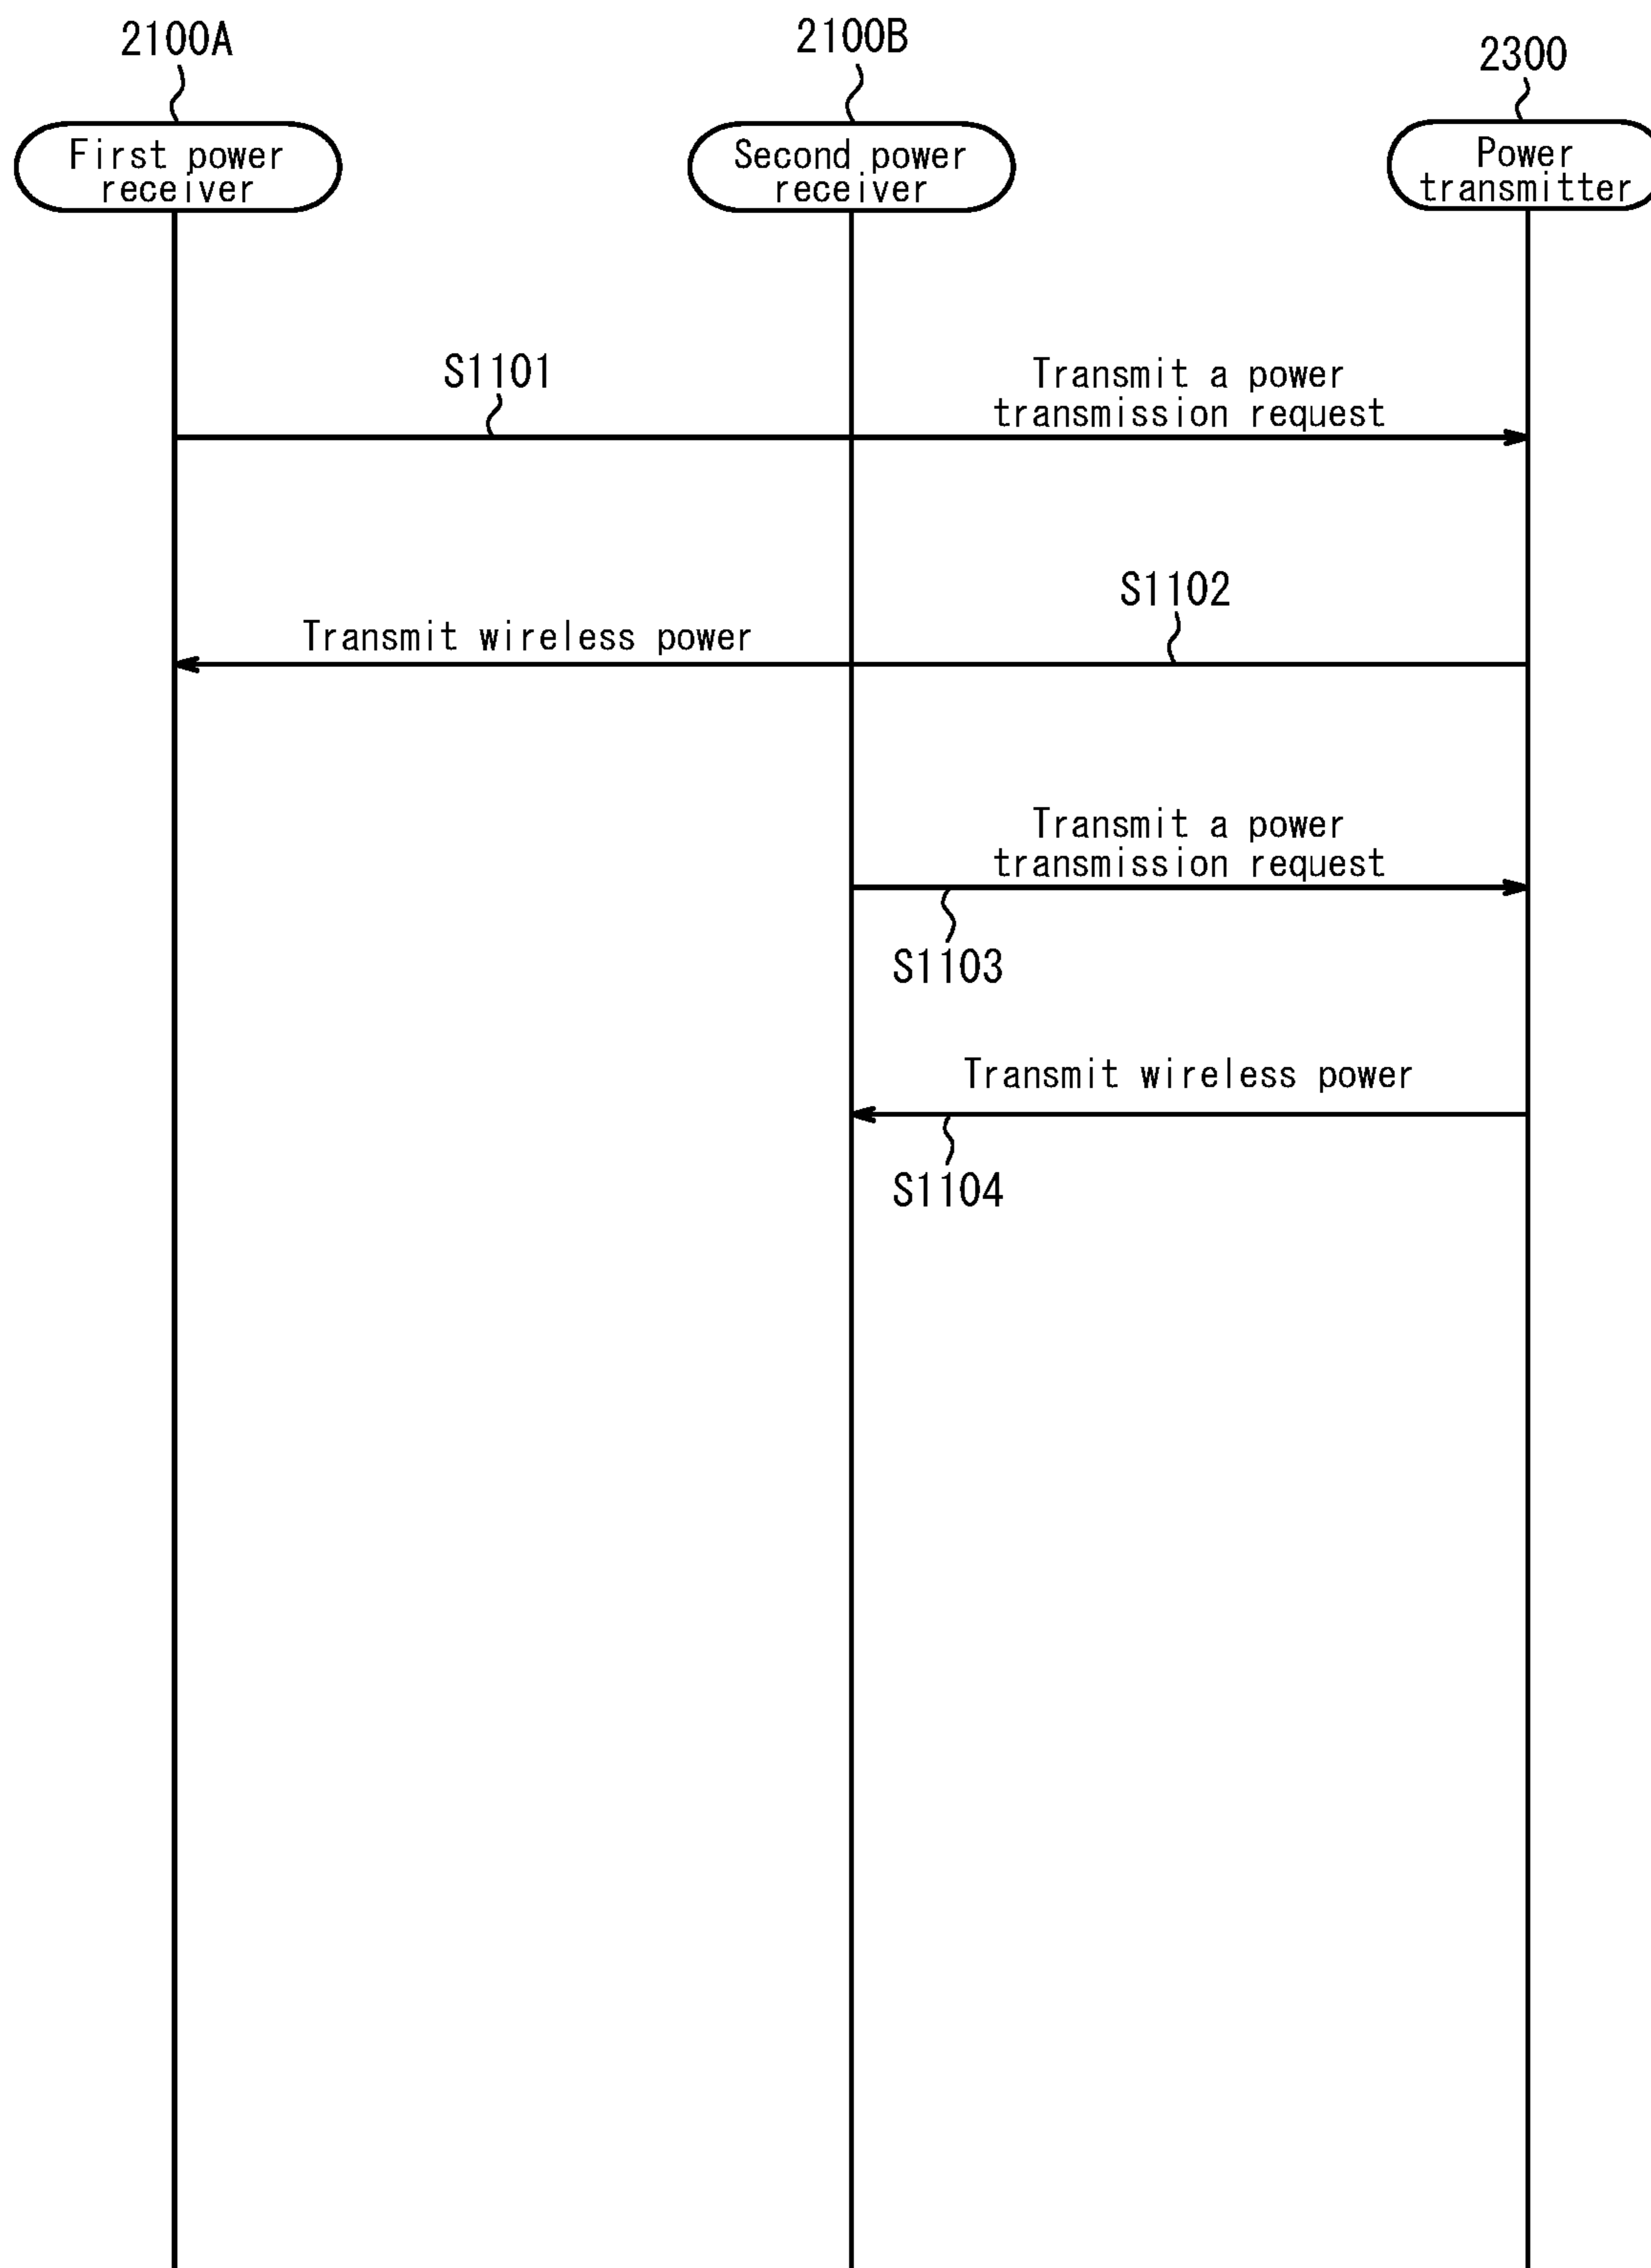 2100A
2100B
2300
First power
receiver
Second power
receiver
Power
transmitter
S1101
Transmit a power
transmission request
S1102
Transmit wireless power
Transmit a power
transmission request
S1103
Transmit wireless power
S1104